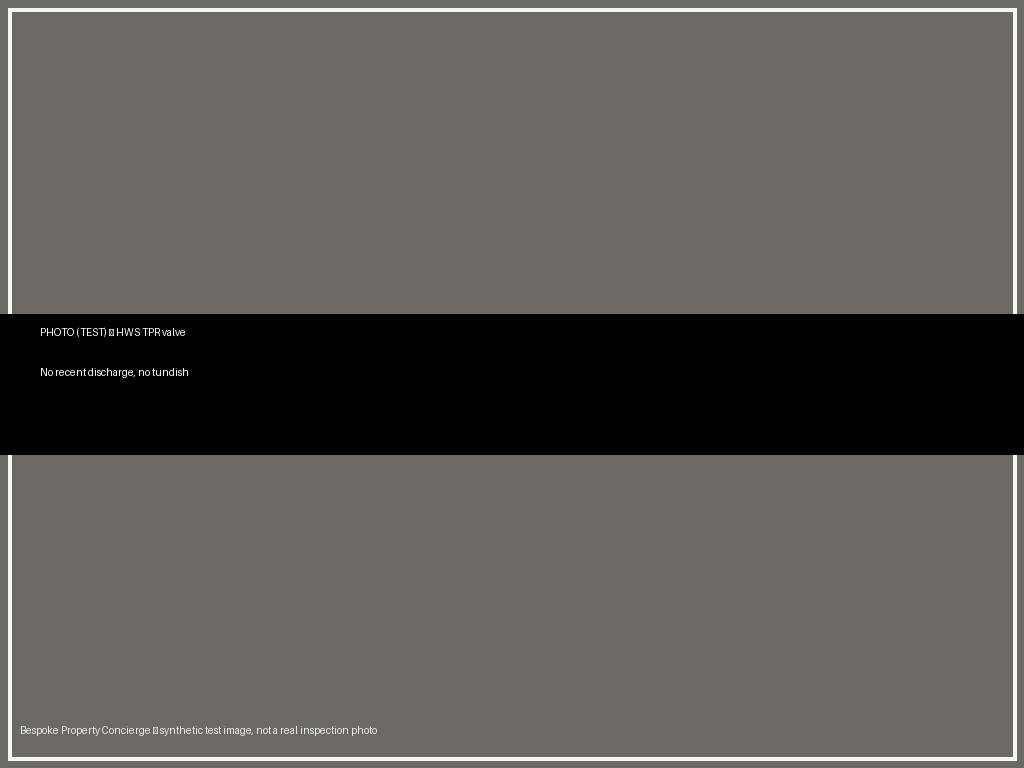 PHOTO (TEST) ☒ HWS TPR valve
No recent discharge, no tundish
Bespoke Property Concierge ☒ synthetic test image, not a real inspection photo